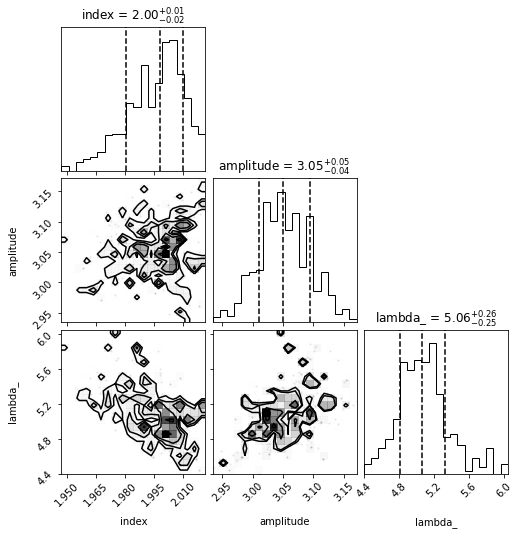 index = 2.00+0.01−0.02
amplitude = 3.05+0.05−0.04
3.15
3.10
3.05
3.00
2.95
amplitude
lambda_ = 5.06+0.26−0.25
6.0
5.6
5.2
4.8
4.4
lambda_
1.950 1.965 1.980 1.995 2.010
2.95 3.00 3.05 3.10 3.15
4.4 4.8 5.2 5.6 6.0
index amplitude lambda_